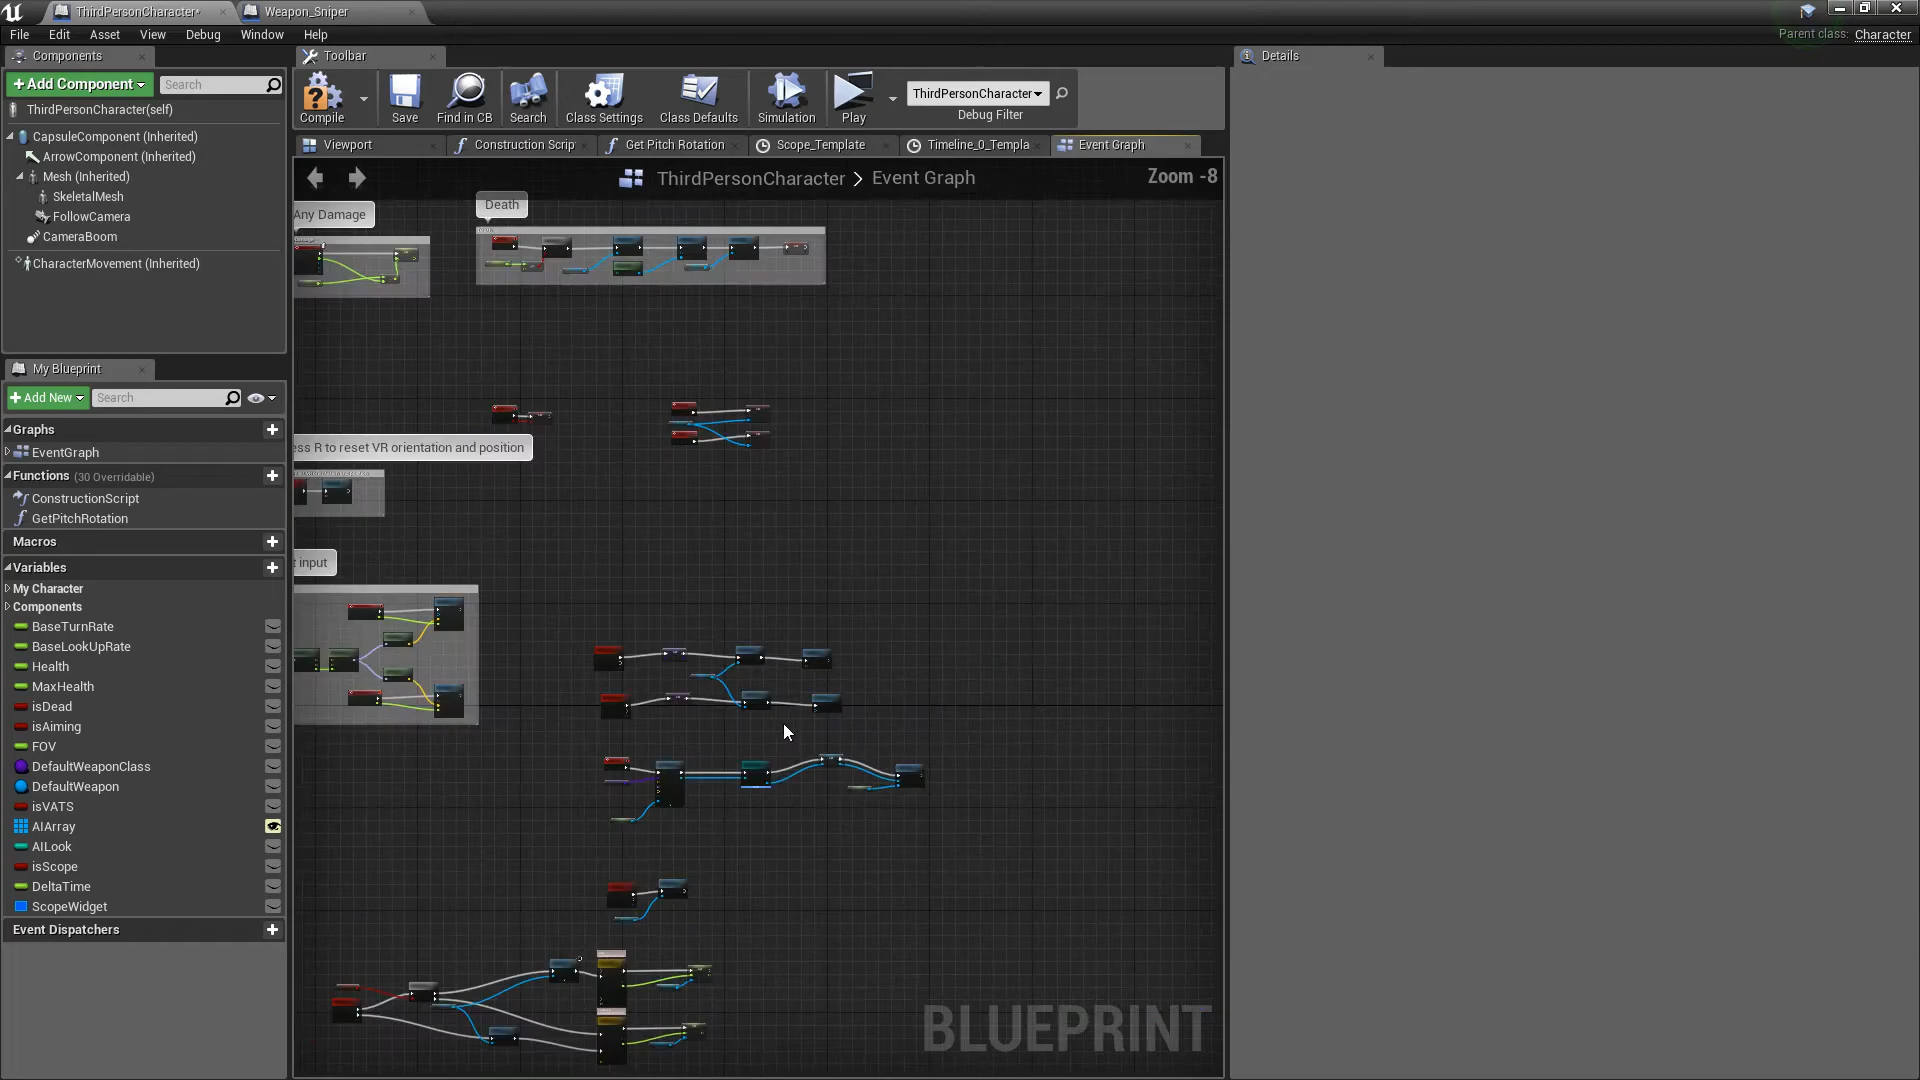 ThirdPersonCharacter*
Weapon_Sniper
File Edit Asset View Debug Window Help
Parent class: Character
Components
Toolbar
Details
+Add Component
Search
ThirdPersonCharacter(self)
CapsuleComponent (Inherited)
ArrowComponent (Inherited)
Mesh (Inherited)
SkeletalMesh
FollowCamera
CameraBoom
CharacterMovement (Inherited)
Compile
Save
Find in CB
Search
Class Settings
Class Defaults
Simulation
Play
ThirdPersonCharacter
Debug Filter
Viewport
Construction Scrip
Get Pitch Rotation
Scope_Template
Timeline_0_Templa
Event Graph
ThirdPersonCharacter > Event Graph
Zoom -8
Any Damage
Death
ess R to reset VR orientation and position
t input
BLUEPRINT
My Blueprint
+Add New
Search
Graphs
EventGraph
Functions (30 Overridable)
ConstructionScript
GetPitchRotation
Macros
Variables
My Character
Components
BaseTurnRate
BaseLookUpRate
Health
MaxHealth
isDead
isAiming
FOV
DefaultWeaponClass
DefaultWeapon
isVATS
AIArray
AILook
isScope
DeltaTime
ScopeWidget
Event Dispatchers